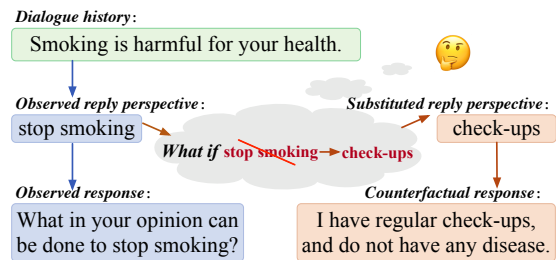 Dialogue history:
Smoking is harmful for your health.
Observed reply perspective:
stop smoking
What if stop smoking → check-ups
Substituted reply perspective:
check-ups
Observed response:
What in your opinion can
be done to stop smoking?
Counterfactual response:
I have regular check-ups,
and do not have any disease.